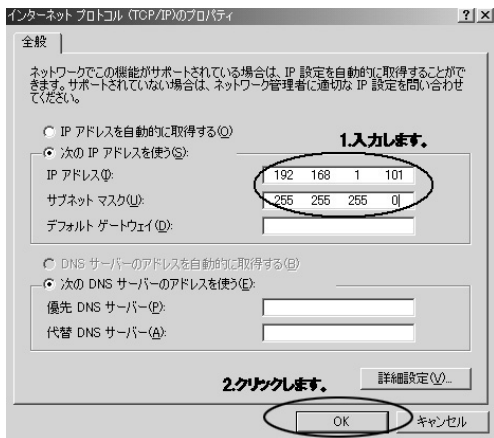 インターネット プロトコル (TCP/IP)のプロパティ
全般
ネットワークでこの機能がサポートされている場合は、IP 設定を自動的に取得することがで
きます。サポートされていない場合は、ネットワーク管理者に適切な IP 設定を問い合わせ
てください。
IP アドレスを自動的に取得する(O)
1.入力します。
次の IP アドレスを使う(S):
IP アドレス(I): 192 168 1 101
サブネット マスク(U): 255 255 255 0
デフォルト ゲートウェイ(D):
DNS サーバーのアドレスを自動的に取得する(B)
次の DNS サーバーのアドレスを使う(E):
優先 DNS サーバー(P):
代替 DNS サーバー(A):
詳細設定(V)...
2.クリックします。
OK キャンセル